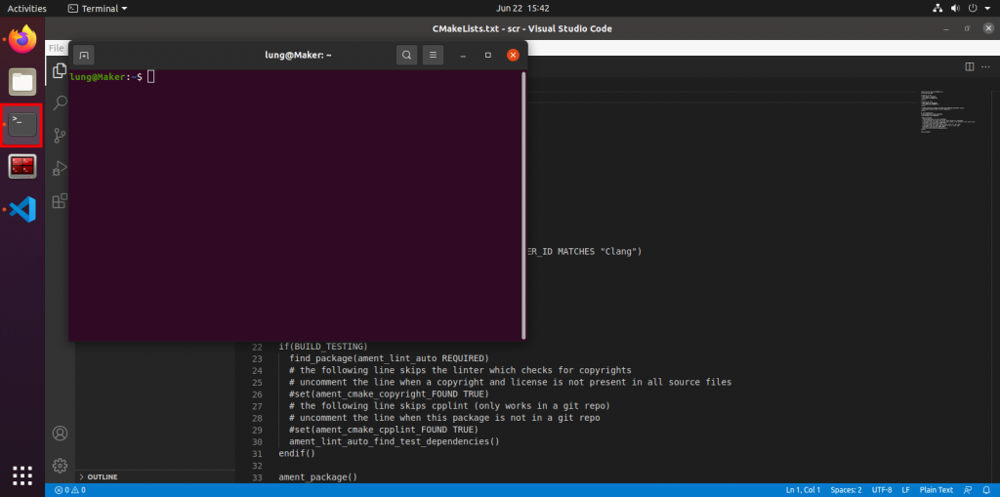 Activities
Terminal
Jun 22 15:42
CMakeLists.txt - scr - Visual Studio Code
File
lung@Maker: ~
lung@Maker:~$
>_
ER_ID MATCHES "Clang")
22 if(BUILD_TESTING)
23 find_package(ament_lint_auto REQUIRED)
24 # the following line skips the linter which checks for copyrights
25 # uncomment the line when a copyright and license is not present in all source files
26 #set(ament_cmake_copyright_FOUND TRUE)
27 # the following line skips cpplint (only works in a git repo)
28 # uncomment the line when this package is not in a git repo
29 #set(ament_cmake_cpplint_FOUND TRUE)
30 ament_lint_auto_find_test_dependencies()
31 endif()
32
33 ament_package()
OUTLINE
0 0
Ln 1, Col 1 Spaces: 2 UTF-8 LF Plain Text